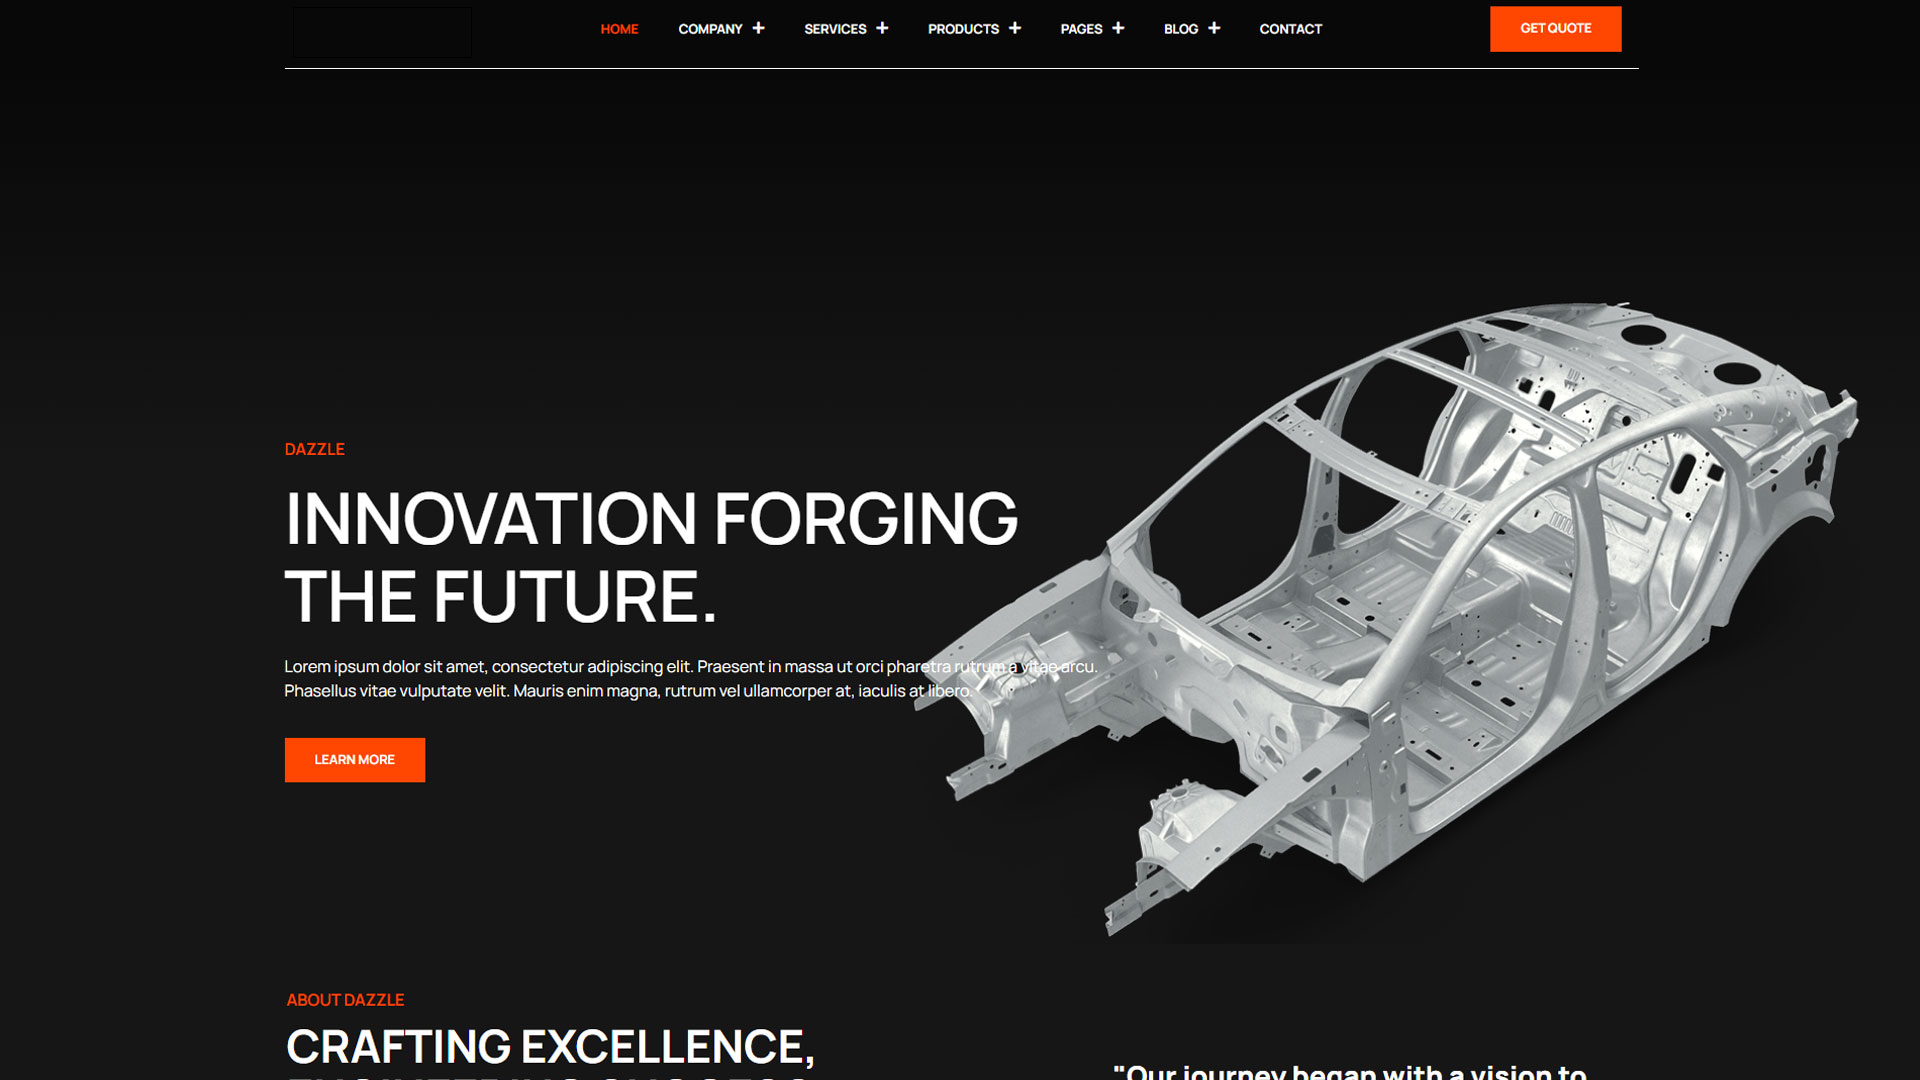 HOME COMPANY + SERVICES + PRODUCTS + PAGES + BLOG + CONTACT GET QUOTE
DAZZLE
INNOVATION FORGING
THE FUTURE.
Lorem ipsum dolor sit amet, consectetur adipiscing elit. Praesent in massa ut orci pharetra rutrum a vitae arcu.
Phasellus vitae vulputate velit. Mauris enim magna, rutrum vel ullamcorper at, iaculis at libero.
LEARN MORE
ABOUT DAZZLE
CRAFTING EXCELLENCE,
"Our journey began with a vision to